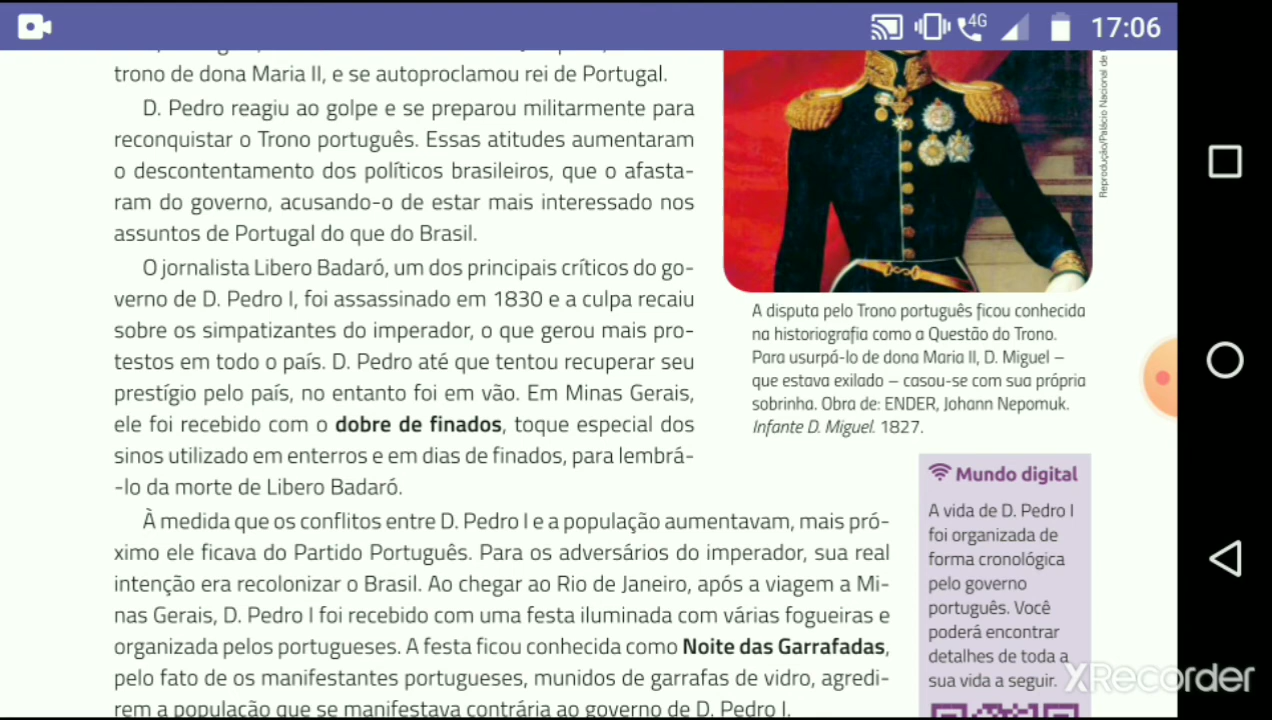 4G
17:06
trono de dona Maria II, e se autoproclamou rei de Portugal.
D. Pedro reagiu ao golpe e se preparou militarmente para
reconquistar o Trono português. Essas atitudes aumentaram
o descontentamento dos políticos brasileiros, que o afasta-
ram do governo, acusando-o de estar mais interessado nos
assuntos de Portugal do que do Brasil.
O jornalista Libero Badaró, um dos principais críticos do go-
verno de D. Pedro I, foi assassinado em 1830 e a culpa recaiu
sobre os simpatizantes do imperador, o que gerou mais pro-
testos em todo o país. D. Pedro até que tentou recuperar seu
prestígio pelo país, no entanto foi em vão. Em Minas Gerais,
ele foi recebido com o dobre de finados, toque especial dos
sinos utilizado em enterros e em dias de finados, para lembrá-
-lo da morte de Libero Badaró.
À medida que os conflitos entre D. Pedro I e a população aumentavam, mais pró-
ximo ele ficava do Partido Português. Para os adversários do imperador, sua real
intenção era recolonizar o Brasil. Ao chegar ao Rio de Janeiro, após a viagem a Mi-
nas Gerais, D. Pedro I foi recebido com uma festa iluminada com várias fogueiras e
organizada pelos portugueses. A festa ficou conhecida como Noite das Garrafadas,
pelo fato de os manifestantes portugueses, munidos de garrafas de vidro, agredi-
rem a população que se manifestava contrária ao governo de D. Pedro I.
Reprodução/Palácio Nacional de
A disputa pelo Trono português ficou conhecida
na historiografia como a Questão do Trono.
Para usurpá-lo de dona Maria II, D. Miguel –
que estava exilado – casou-se com sua própria
sobrinha. Obra de: ENDER, Johann Nepomuk.
Infante D. Miguel. 1827.
Mundo digital
A vida de D. Pedro I
foi organizada de
forma cronológica
pelo governo
português. Você
poderá encontrar
detalhes de toda a
sua vida a seguir.
XRecorder